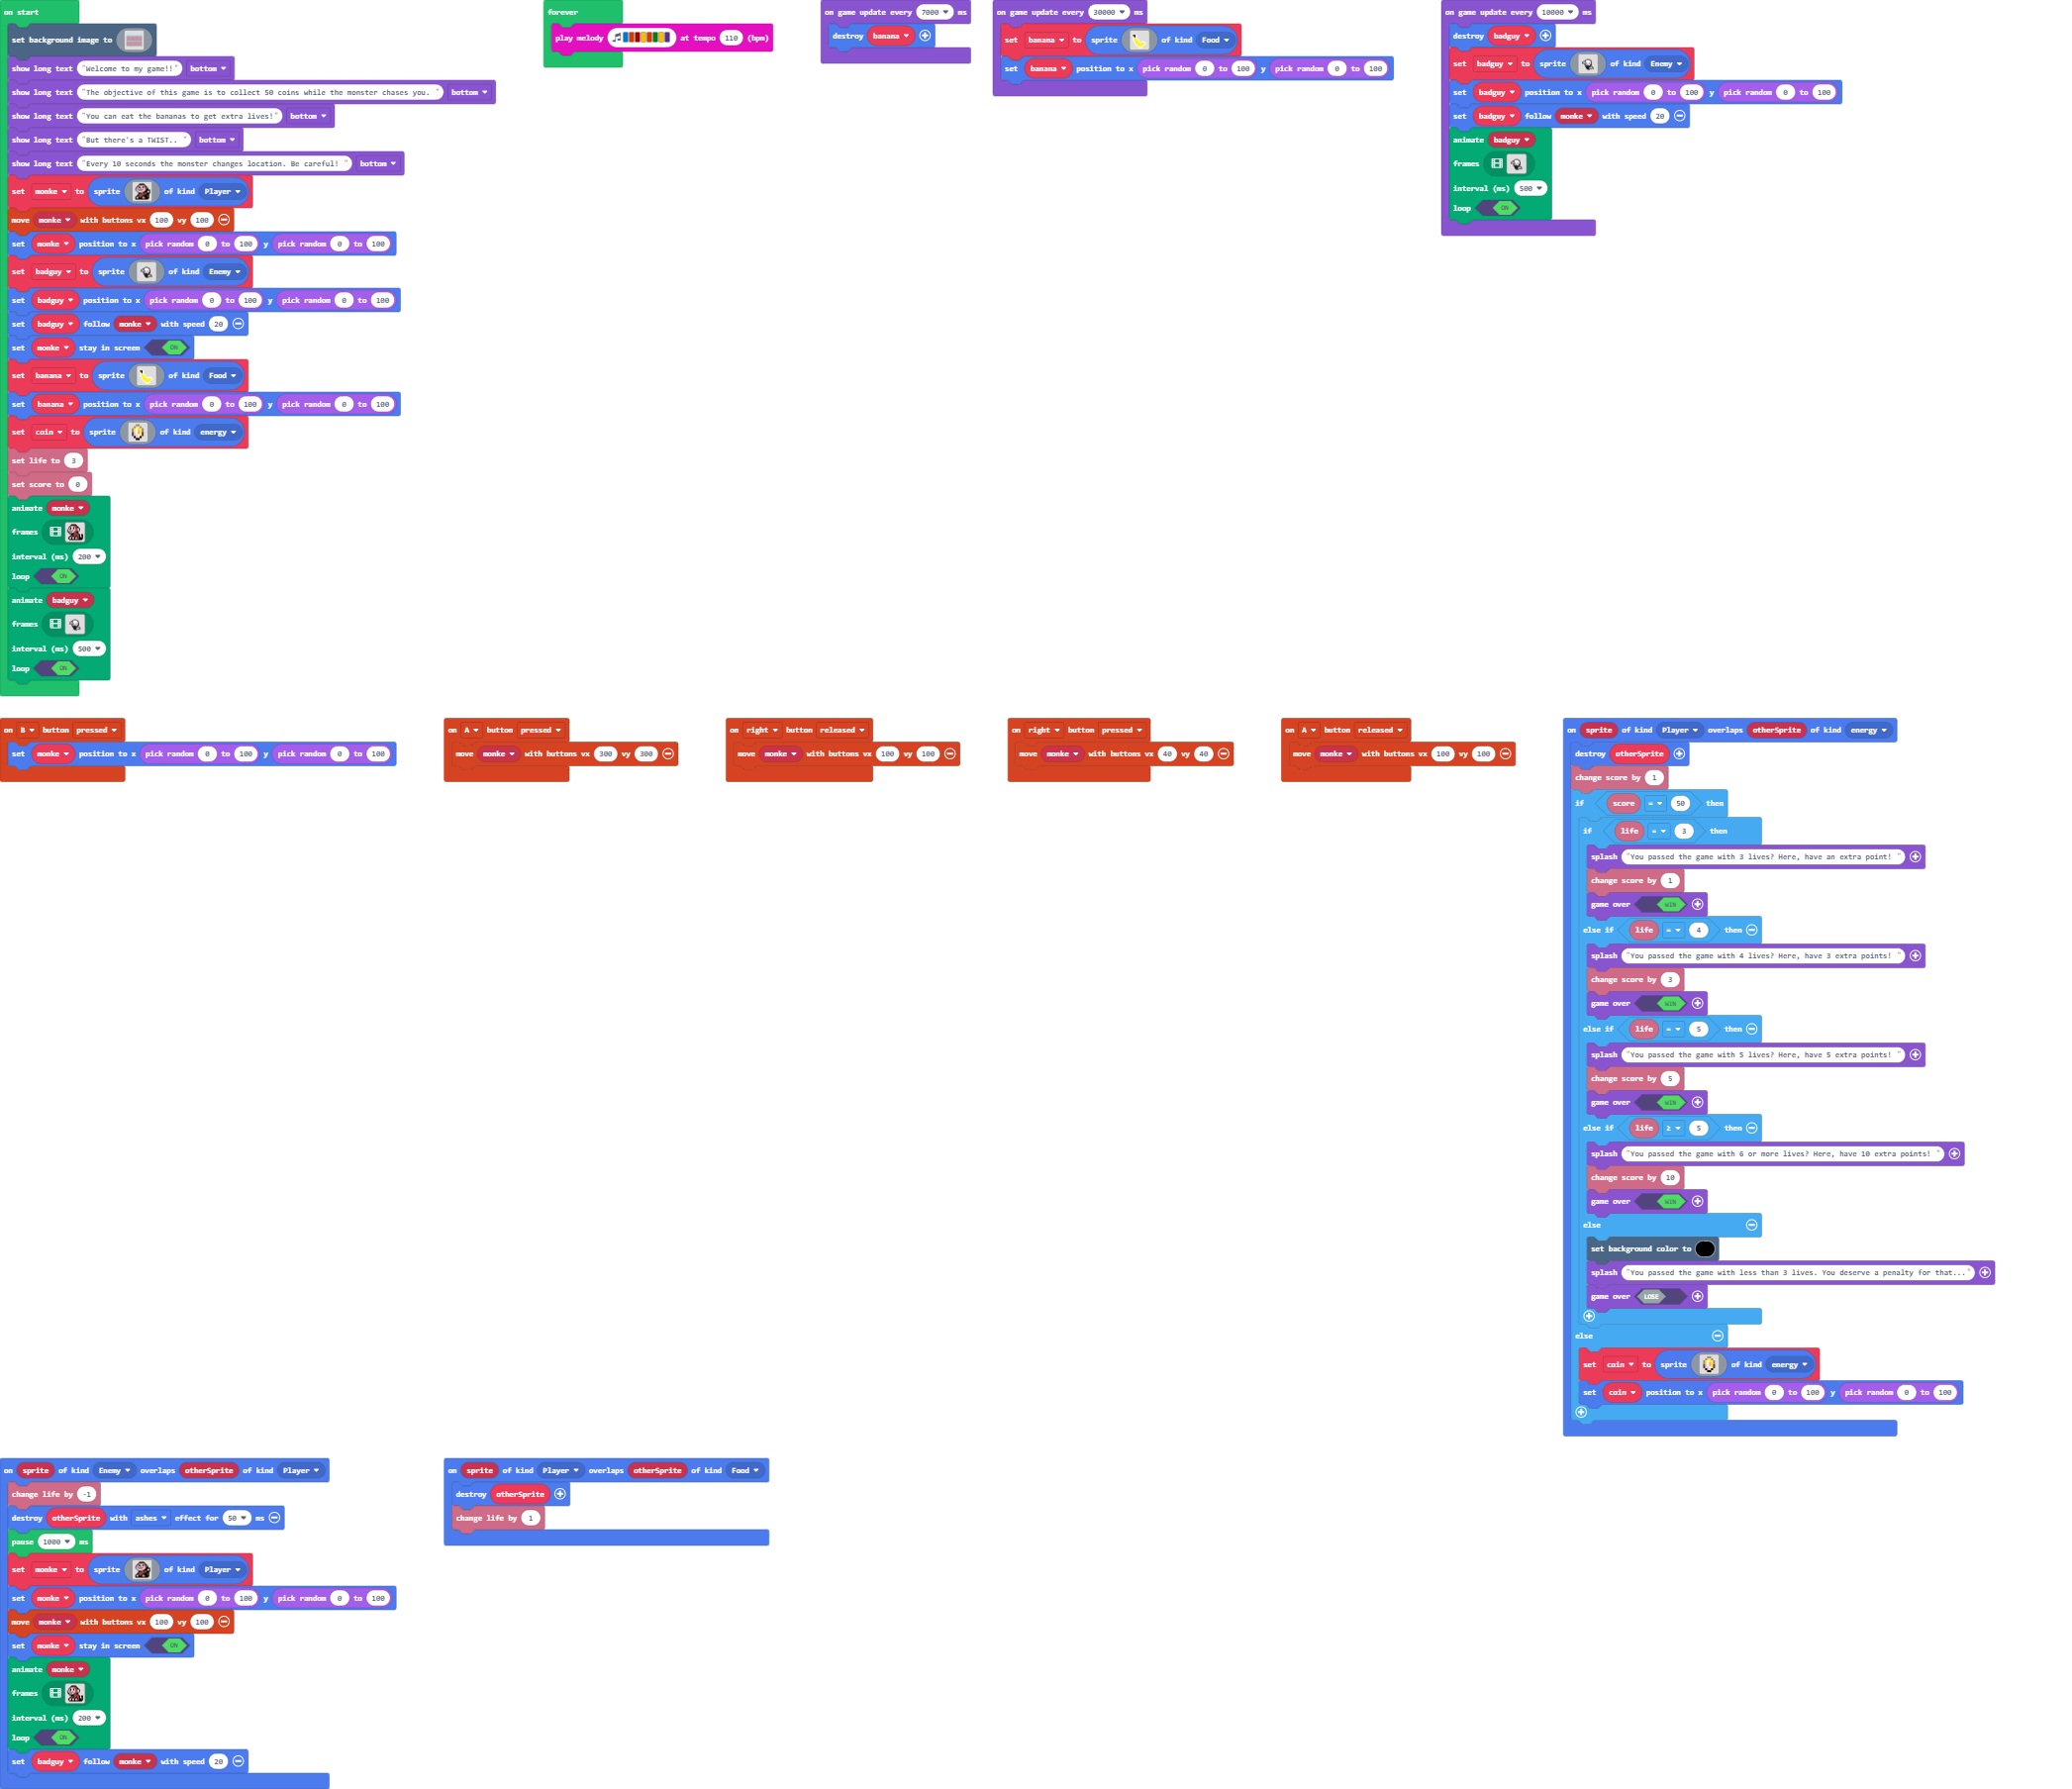 on start
set background image to
show long text "Welcome to my game!!" bottom
show long text "The objective of this game is to collect 50 coins while the monster chases you. " bottom
show long text "You can eat the bananas to get extra lives!" bottom
show long text "But there's a TWIST.. " bottom
show long text "Every 10 seconds the monster changes location. Be careful! " bottom
set monke to sprite of kind Player
move monke with buttons vx 100 vy 100
set monke position to x pick random 0 to 100 y pick random 0 to 100
set badguy to sprite of kind Enemy
set badguy position to x pick random 0 to 100 y pick random 0 to 100
set badguy follow monke with speed 20
set monke stay in screen ON
set banana to sprite of kind Food
set banana position to x pick random 0 to 100 y pick random 0 to 100
set coin to sprite of kind energy
set life to 3
set score to 0
animate monke
frames
interval (ms) 200
loop ON
animate badguy
frames
interval (ms) 500
loop ON
forever
play melody at tempo 110 (bpm)
on game update every 7000 ms
destroy banana
on game update every 30000 ms
set banana to sprite of kind Food
set banana position to x pick random 0 to 100 y pick random 0 to 100
on game update every 10000 ms
destroy badguy
set badguy to sprite of kind Enemy
set badguy position to x pick random 0 to 100 y pick random 0 to 100
set badguy follow monke with speed 20
animate badguy
frames
interval (ms) 500
loop ON
on B button pressed
set monke position to x pick random 0 to 100 y pick random 0 to 100
on A button pressed
move monke with buttons vx 300 vy 300
on right button released
move monke with buttons vx 100 vy 100
on right button pressed
move monke with buttons vx 40 vy 40
on A button released
move monke with buttons vx 100 vy 100
on sprite of kind Player overlaps otherSprite of kind energy
destroy otherSprite
change score by 1
if score = 50 then
if life = 3 then
splash "You passed the game with 3 lives? Here, have an extra point! "
change score by 1
game over WIN
else if life = 4 then
splash "You passed the game with 4 lives? Here, have 3 extra points! "
change score by 3
game over WIN
else if life = 5 then
splash "You passed the game with 5 lives? Here, have 5 extra points! "
change score by 5
game over WIN
else if life ≥ 5 then
splash "You passed the game with 6 or more lives? Here, have 10 extra points! "
change score by 10
game over WIN
else
set background color to
splash "You passed the game with less than 3 lives. You deserve a penalty for that..."
game over LOSE
else
set coin to sprite of kind energy
set coin position to x pick random 0 to 100 y pick random 0 to 100
on sprite of kind Enemy overlaps otherSprite of kind Player
change life by -1
destroy otherSprite with ashes effect for 50 ms
pause 1000 ms
set monke to sprite of kind Player
set monke position to x pick random 0 to 100 y pick random 0 to 100
move monke with buttons vx 100 vy 100
set monke stay in screen ON
animate monke
frames
interval (ms) 200
loop ON
set badguy follow monke with speed 20
on sprite of kind Player overlaps otherSprite of kind Food
destroy otherSprite
change life by 1